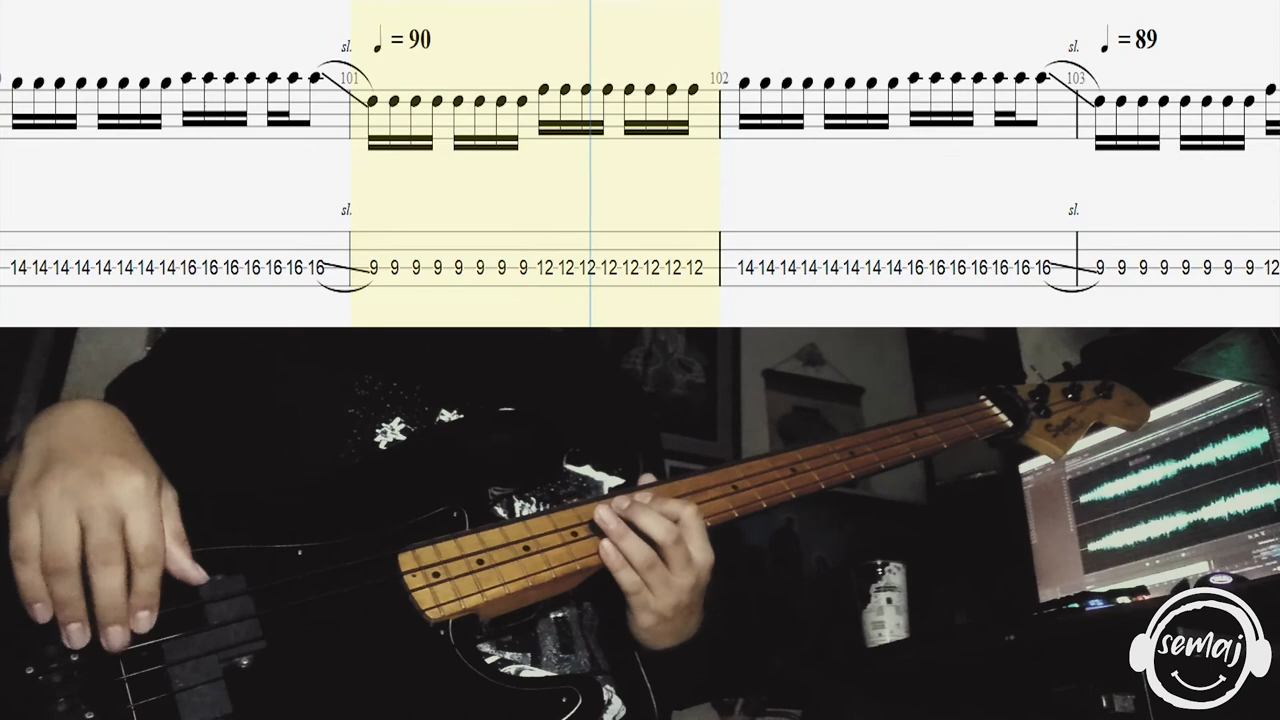 sl. ♩ = 90 sl. ♩ = 89
101 102 103
sl. sl.
14 14 14 14 14 14 14 14 16 16 16 16 16 16 16 9 9 9 9 9 9 9 9 12 12 12 12 12 12 12 12 14 14 14 14 14 14 14 14 16 16 16 16 16 16 16 9 9 9 9 9 9 9 9 12
semaj